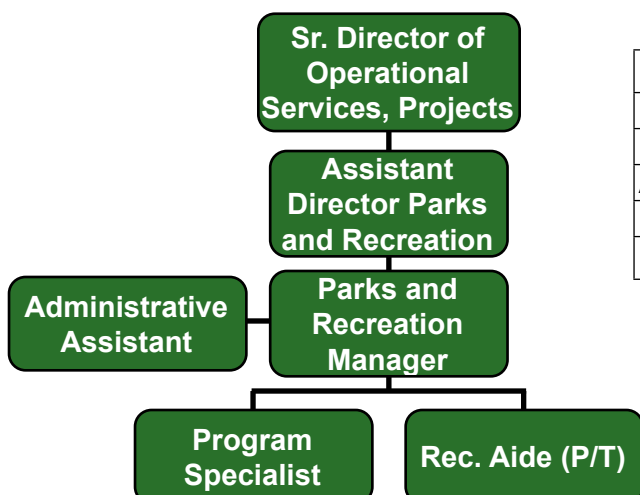 Sr. Director of
Operational
Services, Projects
Assistant
Director Parks
and Recreation
Administrative
Assistant
Parks and
Recreation
Manager
Program
Specialist
Rec. Aide (P/T)